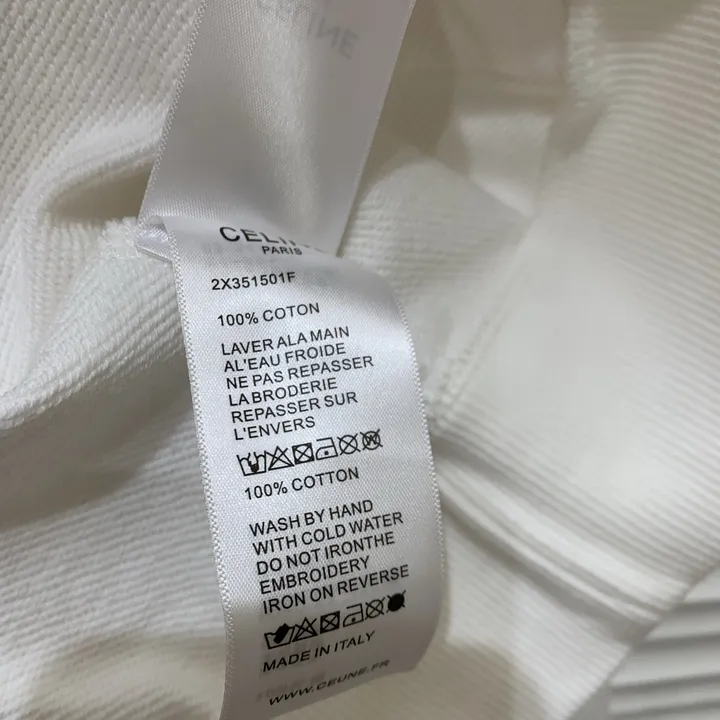 CELINE
CELINE
PARIS
2X351501F
100% COTON
LAVER ALA MAIN
AL'EAU FROIDE
NE PAS REPASSER
LA BRODERIE
REPASSER SUR
L'ENVERS
100% COTTON
WASH BY HAND
WITH COLD WATER
DO NOT IRONTHE
EMBROIDERY
IRON ON REVERSE
MADE IN ITALY
WWW.CEUNE.FR